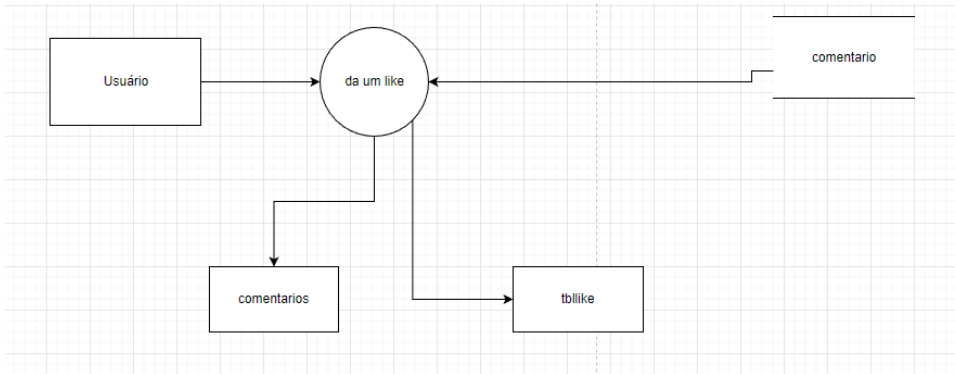 Usuário
da um like
comentario
comentarios
tbllike